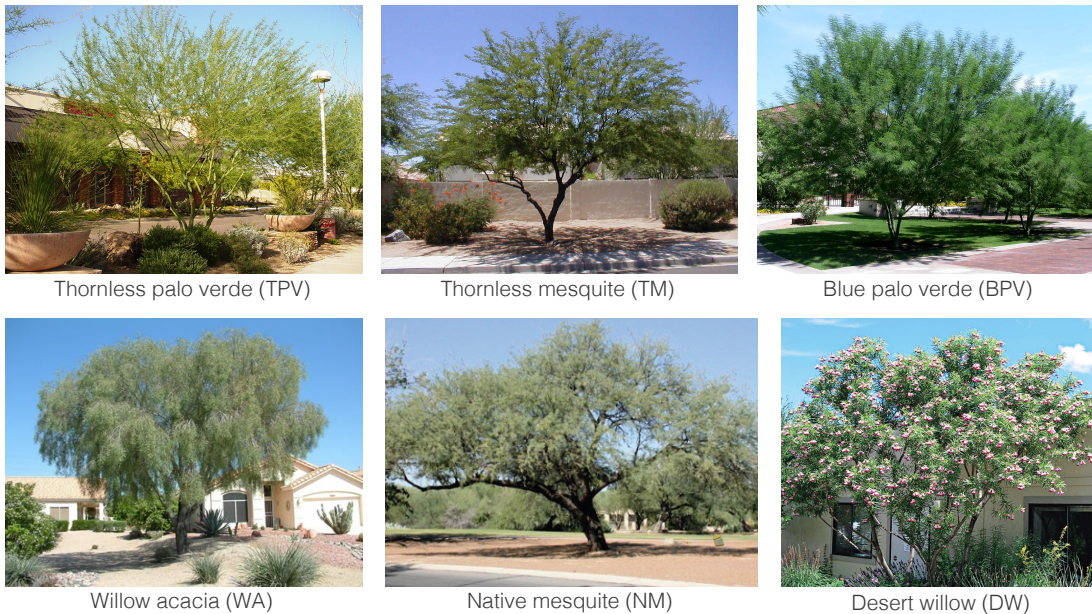 Thornless palo verde (TPV)
Thornless mesquite (TM)
Blue palo verde (BPV)
Willow acacia (WA)
Native mesquite (NM)
Desert willow (DW)